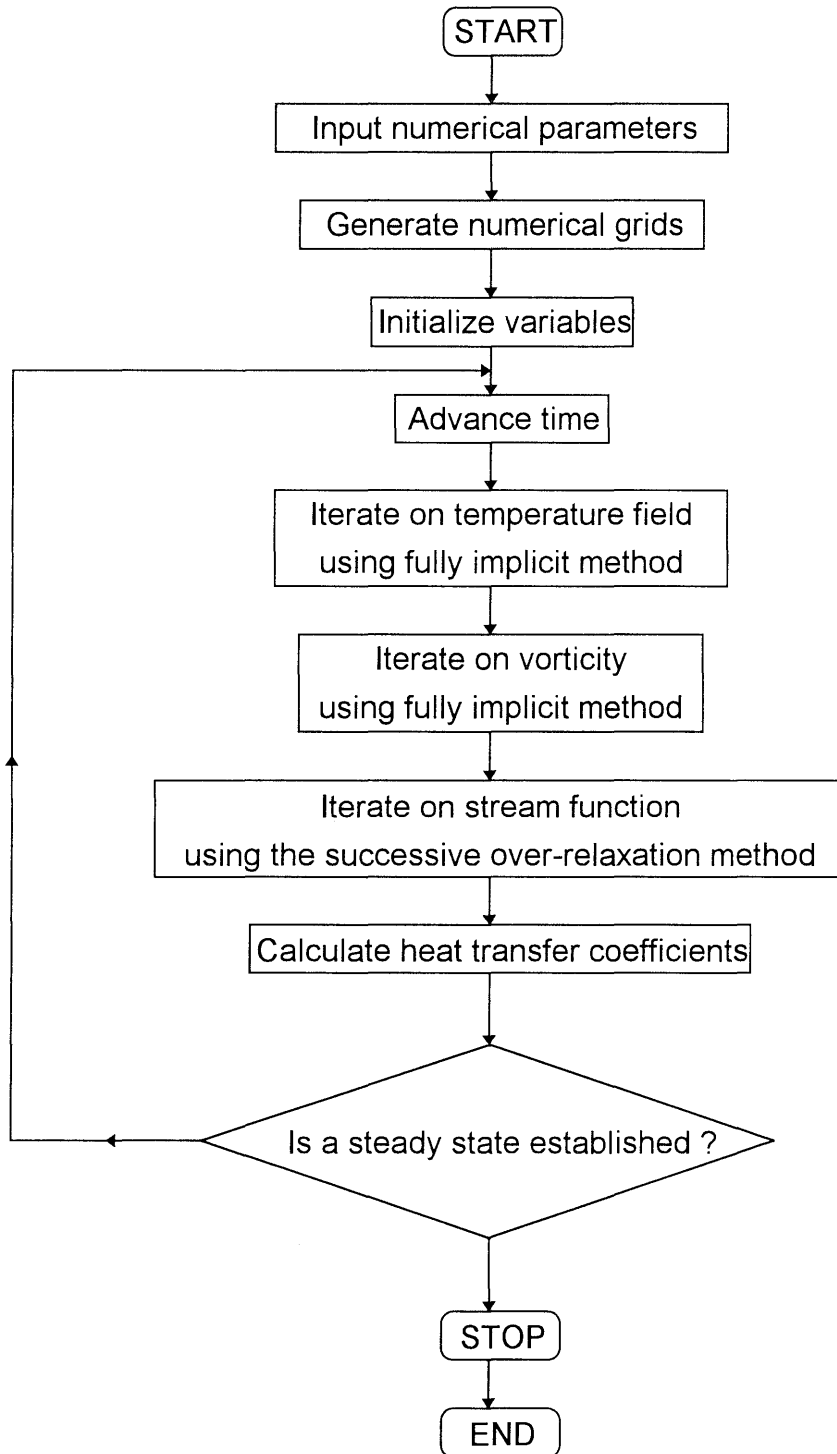 START
Input numerical parameters
Generate numerical grids
Initialize variables
Advance time
Iterate on temperature field
using fully implicit method
Iterate on vorticity
using fully implicit method
Iterate on stream function
using the successive over-relaxation method
Calculate heat transfer coefficients
Is a steady state established ?
STOP
END